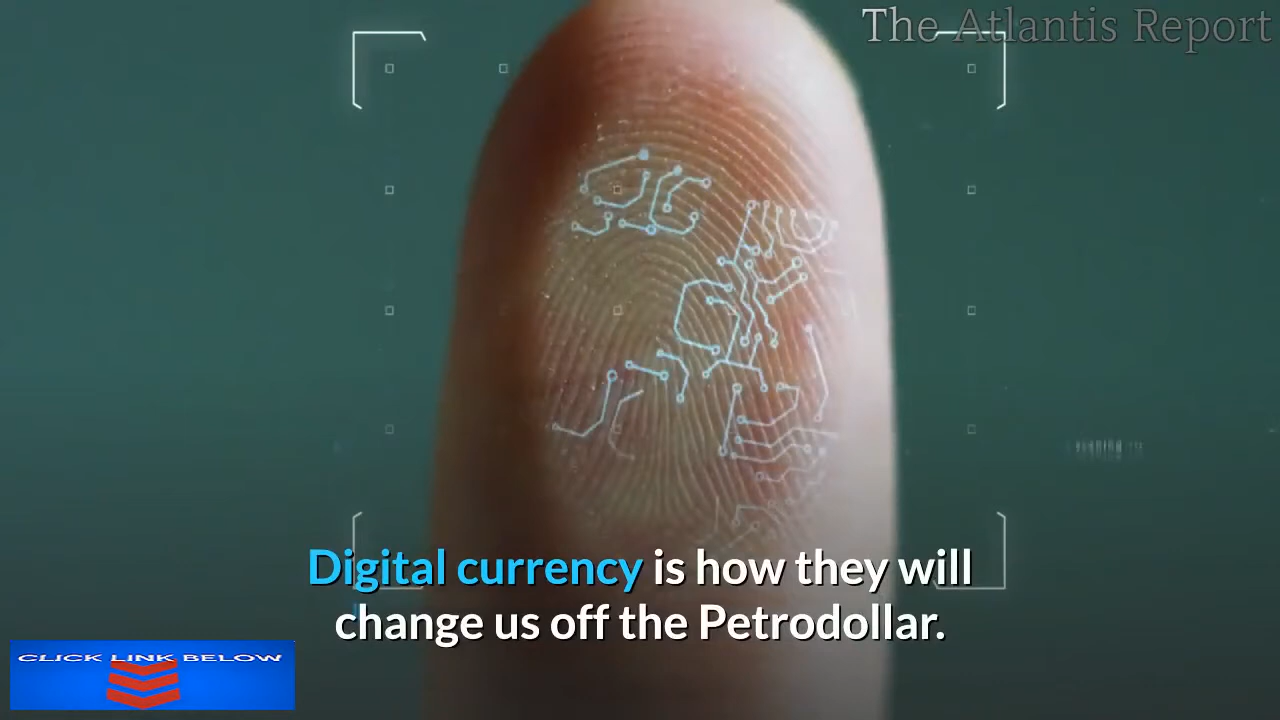 The Atlantis Report
Digital currency is how they will
change us off the Petrodollar.
CLICK LINK BELOW